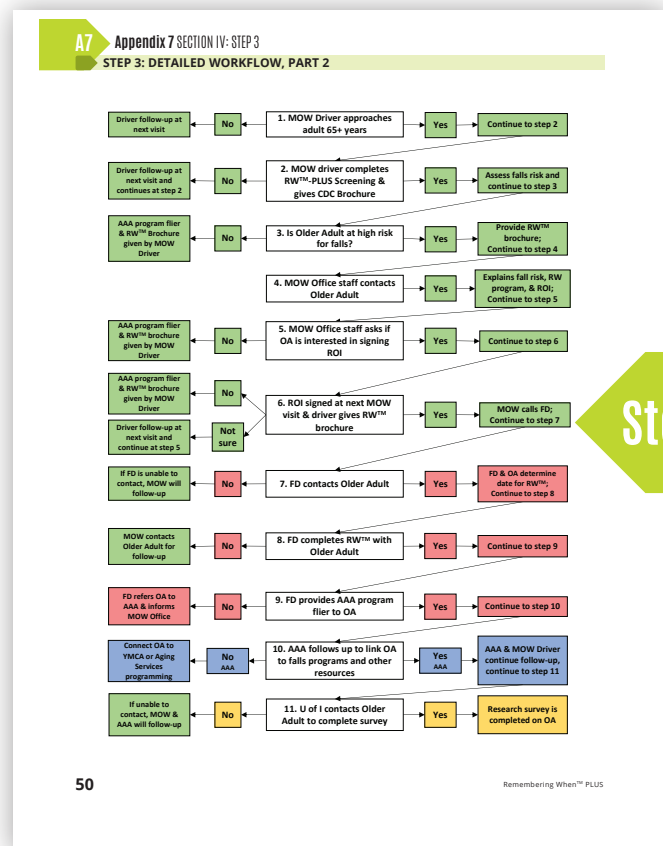 A7 Appendix 7 SECTION IV: STEP 3
STEP 3: DETAILED WORKFLOW, PART 2
Driver follow-up at
next visit
No
1. MOW Driver approaches
adult 65+ years
Yes
Continue to step 2
Driver follow-up at
next visit and
continues at step 2
No
2. MOW driver completes
RW™-PLUS Screening &
gives CDC Brochure
Yes
Assess falls risk and
continue to step 3
AAA program flier
& RW™ Brochure
given by MOW
Driver
No
3. Is Older Adult at high risk
for falls?
Yes
Provide RW™
brochure;
Continue to step 4
4. MOW Office staff contacts
Older Adult
Yes
Explains fall risk, RW
program, & ROI;
Continue to step 5
AAA program flier
& RW™ brochure
given by MOW
Driver
No
5. MOW Office staff asks if
OA is interested in signing
ROI
Yes
Continue to step 6
AAA program flier
& RW™ brochure
given by MOW
Driver
No
Driver follow-up at
next visit and
continue at step 5
Not
sure
6. ROI signed at next MOW
visit & driver gives RW™
brochure
Yes
MOW calls FD;
Continue to step 7
If FD is unable to
contact, MOW will
follow-up
No
7. FD contacts Older Adult
Yes
FD & OA determine
date for RW™;
Continue to step 8
MOW contacts
Older Adult for
follow-up
No
8. FD completes RW™ with
Older Adult
Yes
Continue to step 9
FD refers OA to
AAA & informs
MOW Office
No
9. FD provides AAA program
flier to OA
Yes
Continue to step 10
Connect OA to
YMCA or Aging
Services
programming
No
AAA
10. AAA follows up to link OA
to falls programs and other
resources
Yes
AAA
AAA & MOW Driver
continue follow-up,
continue to step 11
If unable to
contact, MOW &
AAA will follow-up
No
11. U of I contacts Older
Adult to complete survey
Yes
Research survey is
completed on OA
50
Remembering When™ PLUS